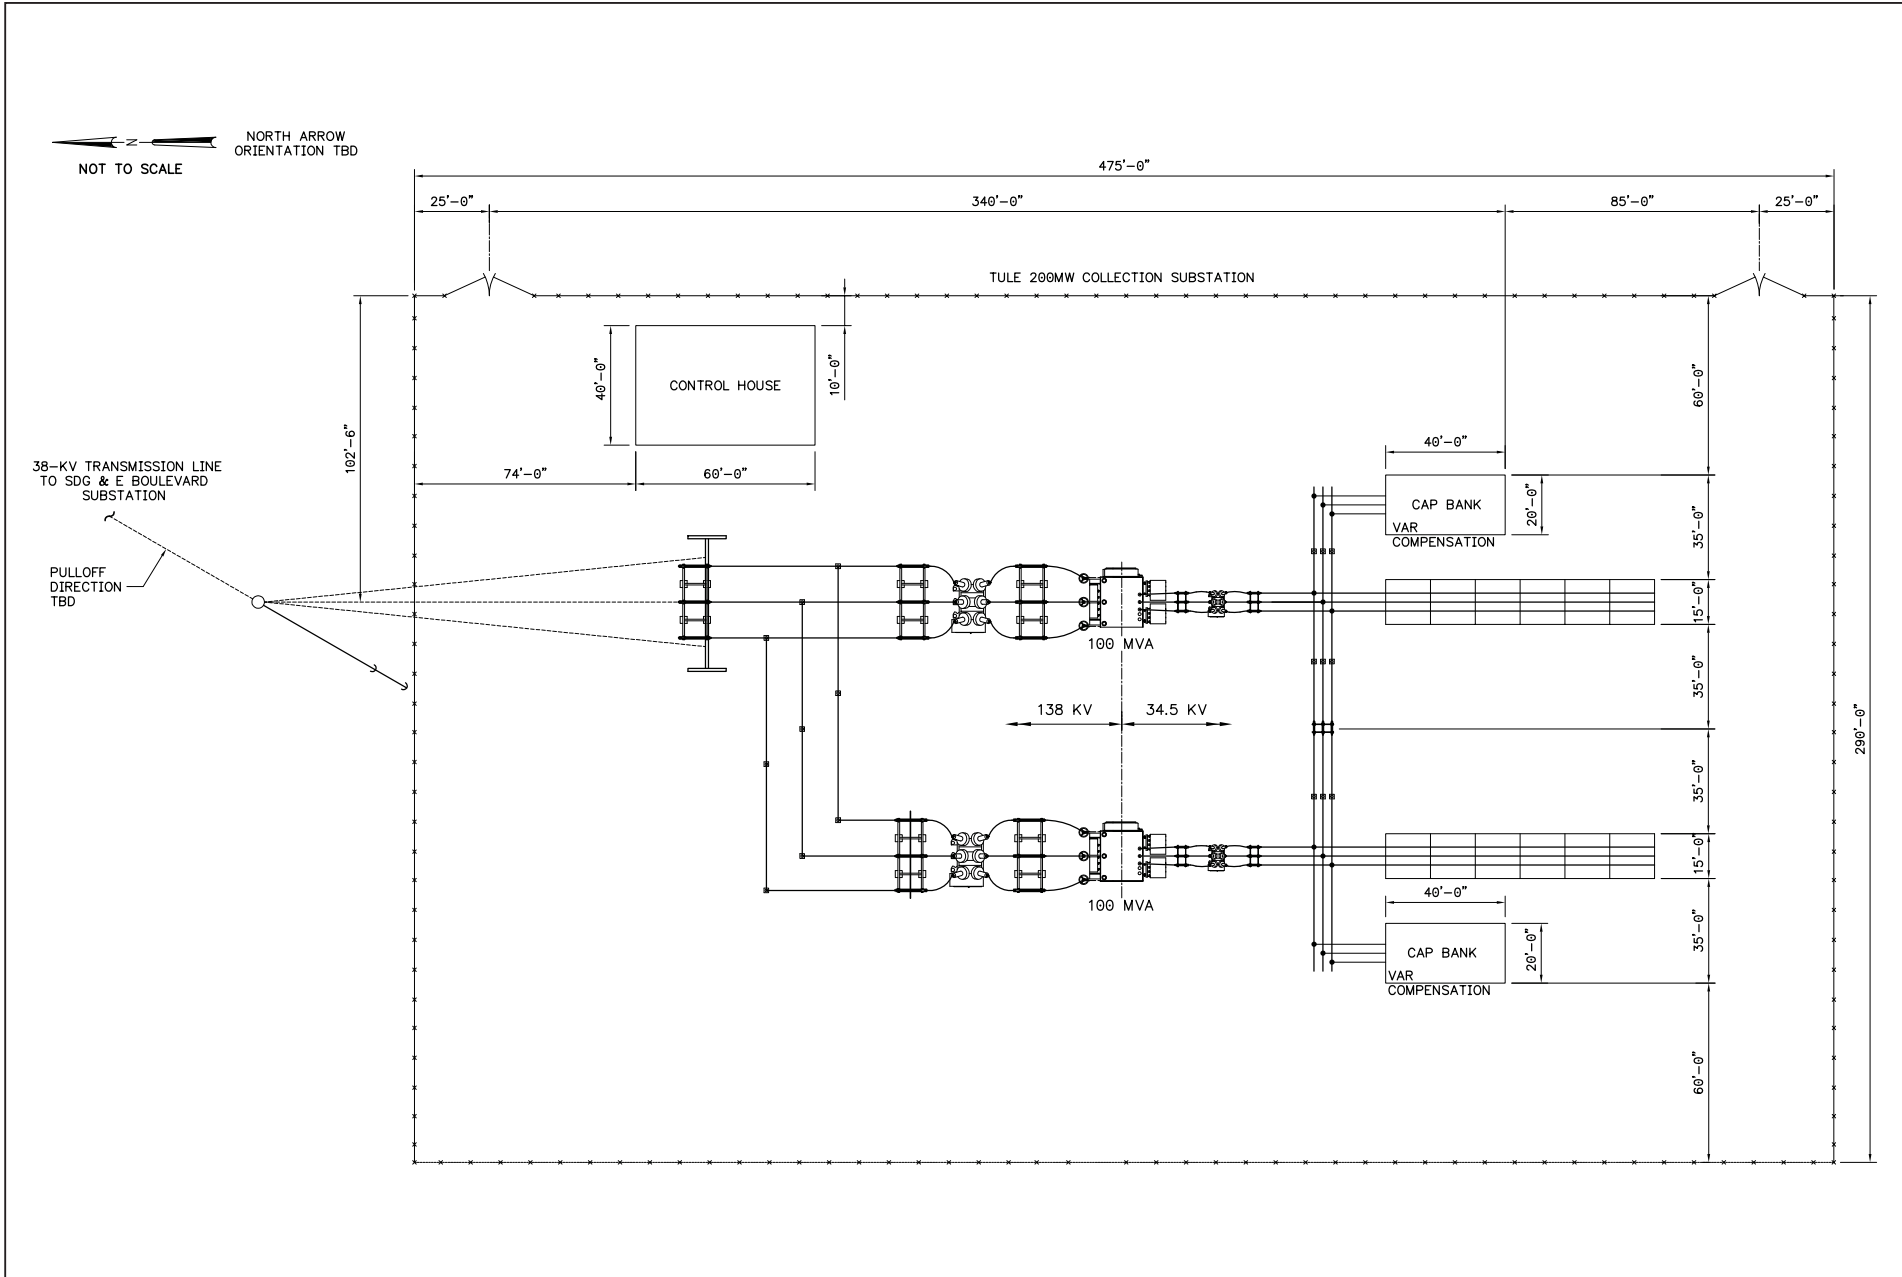 N
NORTH ARROW
ORIENTATION TBD
NOT TO SCALE
475'-0"
25'-0"
340'-0"
85'-0"
25'-0"
TULE 200MW COLLECTION SUBSTATION
CONTROL HOUSE
40'-0"
10'-0"
60'-0"
102'-6"
74'-0"
60'-0"
40'-0"
38-KV TRANSMISSION LINE
TO SDG & E BOULEVARD
SUBSTATION
CAP BANK
VAR
COMPENSATION
20'-0"
35'-0"
PULLOFF
DIRECTION
TBD
15'-0"
100 MVA
35'-0"
138 KV
34.5 KV
290'-0"
35'-0"
15'-0"
100 MVA
40'-0"
35'-0"
CAP BANK
VAR
COMPENSATION
20'-0"
60'-0"